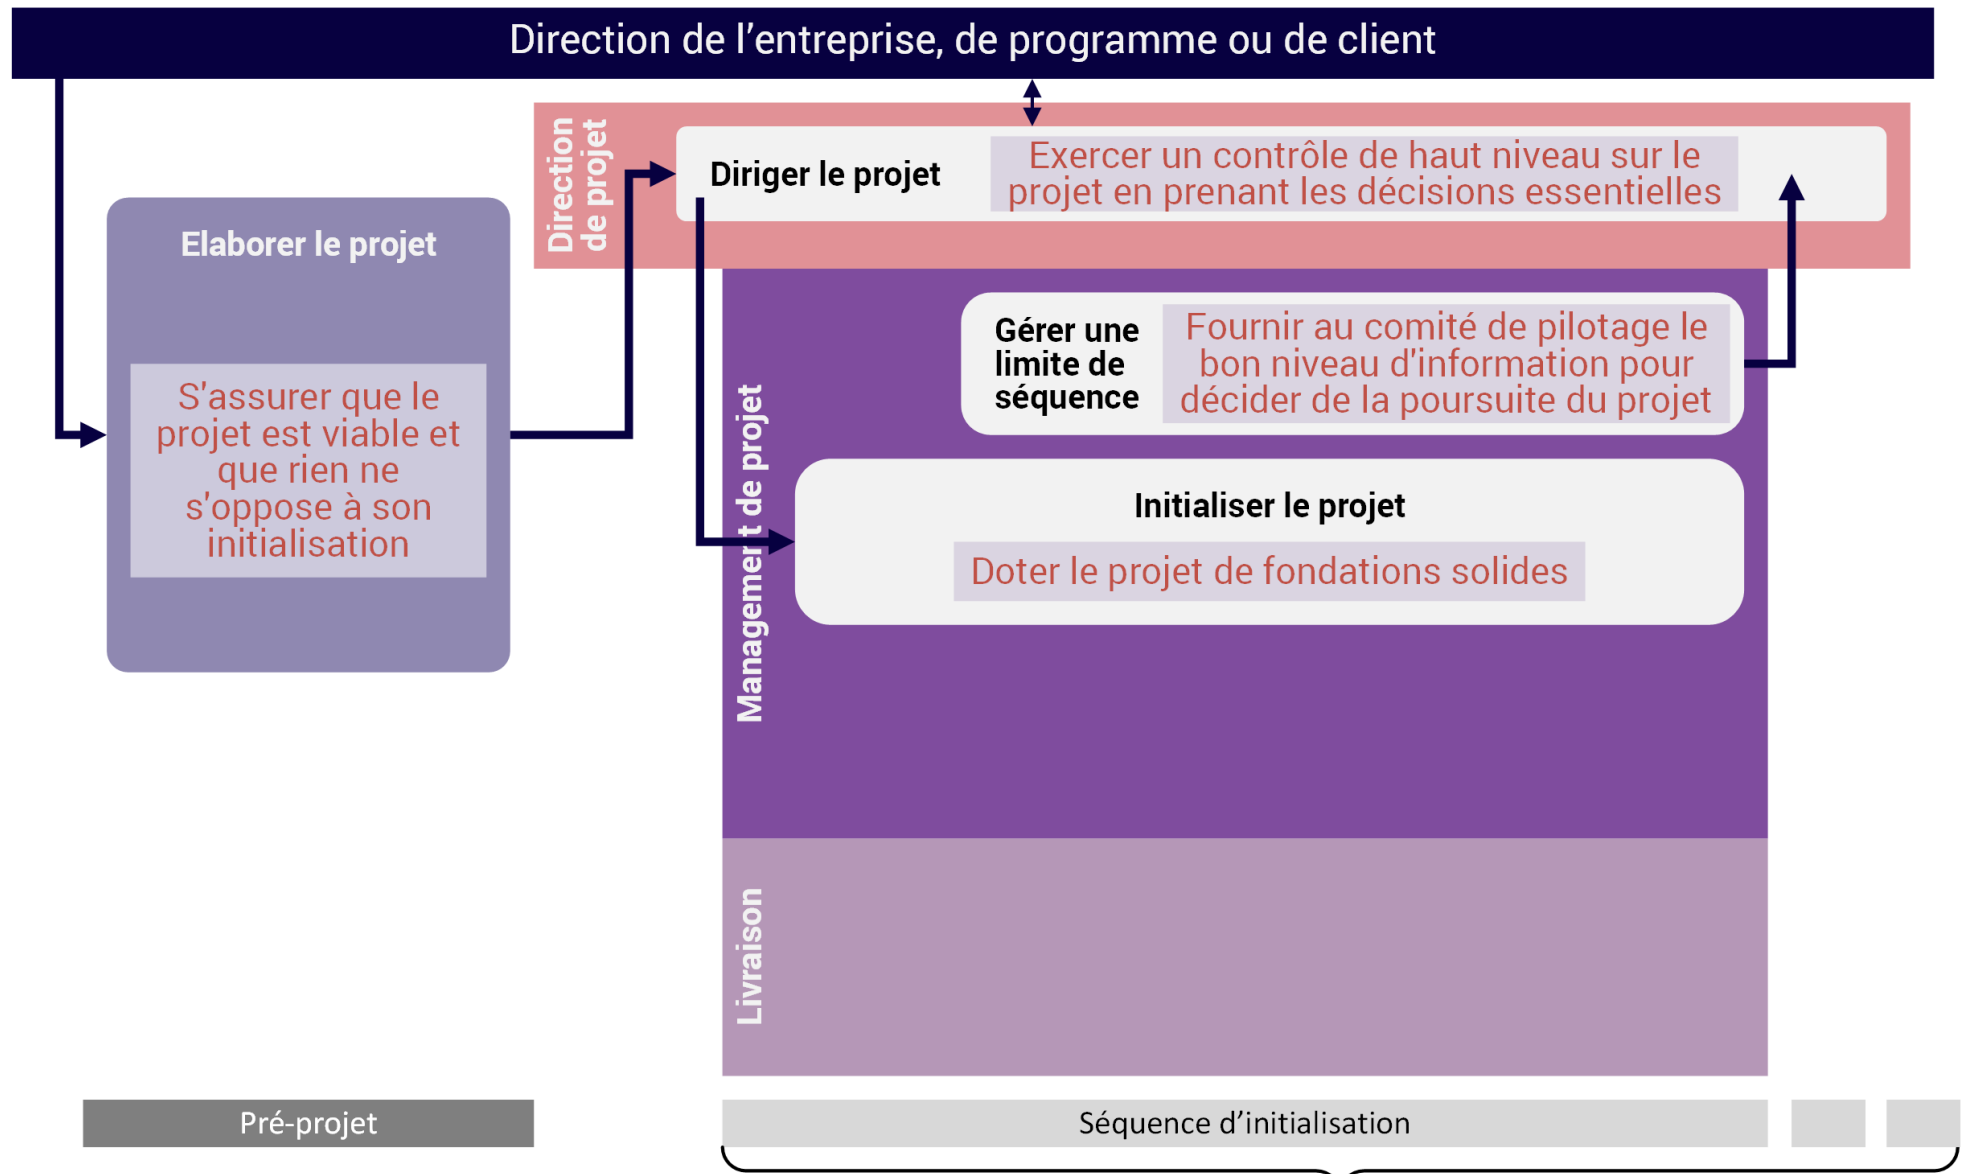 Direction de l’entreprise, de programme ou de client
Direction
de projet
Diriger le projet
Exercer un contrôle de haut niveau sur le
projet en prenant les décisions essentielles
Elaborer le projet
S'assurer que le
projet est viable et
que rien ne
s'oppose à son
initialisation
Management de projet
Gérer une
limite de
séquence
Fournir au comité de pilotage le
bon niveau d'information pour
décider de la poursuite du projet
Initialiser le projet
Doter le projet de fondations solides
Livraison
Pré-projet
Séquence d’initialisation